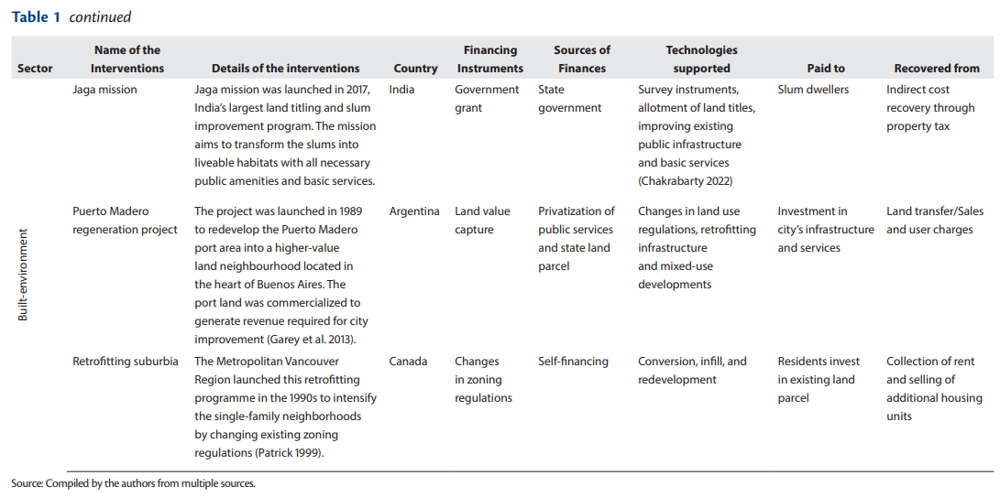 Table 1 continued
Sector
Name of the
Interventions
Details of the interventions
Country
Financing
Instruments
Sources of
Finances
Technologies
supported
Paid to
Recovered from
Built-environment
Jaga mission
Jaga mission was launched in 2017,
India's largest land titling and slum
improvement program. The mission
aims to transform the slums into
liveable habitats with all necessary
public amenities and basic services.
India
Government
grant
State
government
Survey instruments,
allotment of land titles,
improving existing
public infrastructure
and basic services
(Chakrabarty 2022)
Slum dwellers
Indirect cost
recovery through
property tax
Puerto Madero
regeneration project
The project was launched in 1989
to redevelop the Puerto Madero
port area into a higher-value
land neighbourhood located in
the heart of Buenos Aires. The
port land was commercialized to
generate revenue required for city
improvement (Garey et al. 2013).
Argentina
Land value
capture
Privatization of
public services
and state land
parcel
Changes in land use
regulations, retrofitting
infrastructure
and mixed-use
developments
Investment in
city's infrastructure
and services
Land transfer/Sales
and user charges
Retrofitting suburbia
The Metropolitan Vancouver
Region launched this retrofitting
programme in the 1990s to intensify
the single-family neighborhoods
by changing existing zoning
regulations (Patrick 1999).
Canada
Changes
in zoning
regulations
Self-financing
Conversion, infill, and
redevelopment
Residents invest
in existing land
parcel
Collection of rent
and selling of
additional housing
units
Source: Compiled by the authors from multiple sources.